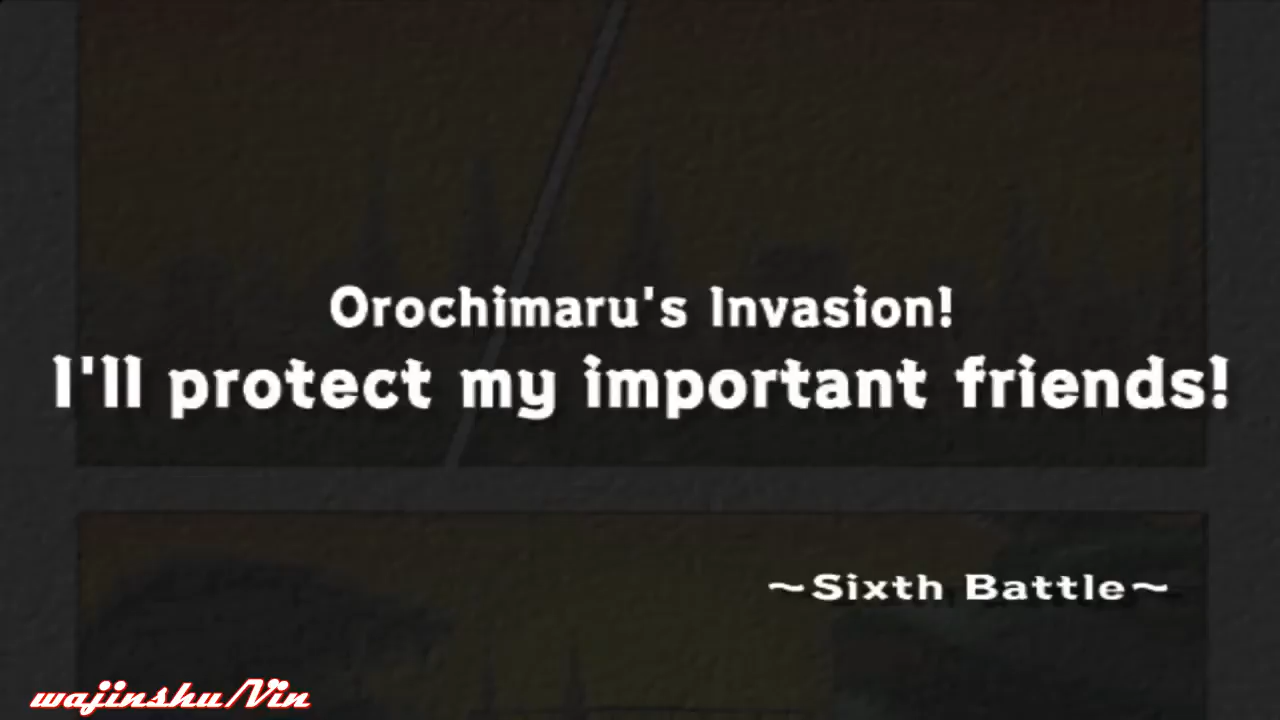 Orochimaru's Invasion!
I'll protect my important friends!
~Sixth Battle~
wajinshu/Vin